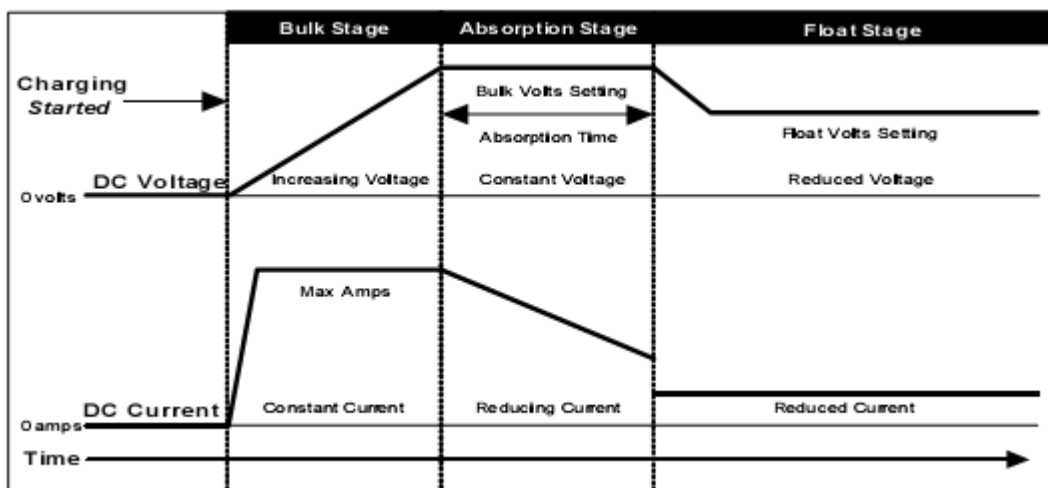 Bulk Stage
Absorption Stage
Float Stage
Charging
Started
Bulk Volts Setting
Absorption Time
Float Volts Setting
DC Voltage
Increasing Voltage
Constant Voltage
Reduced Voltage
0 volts
Max Amps
DC Current
Constant Current
Reducing Current
Reduced Current
0 amps
Time